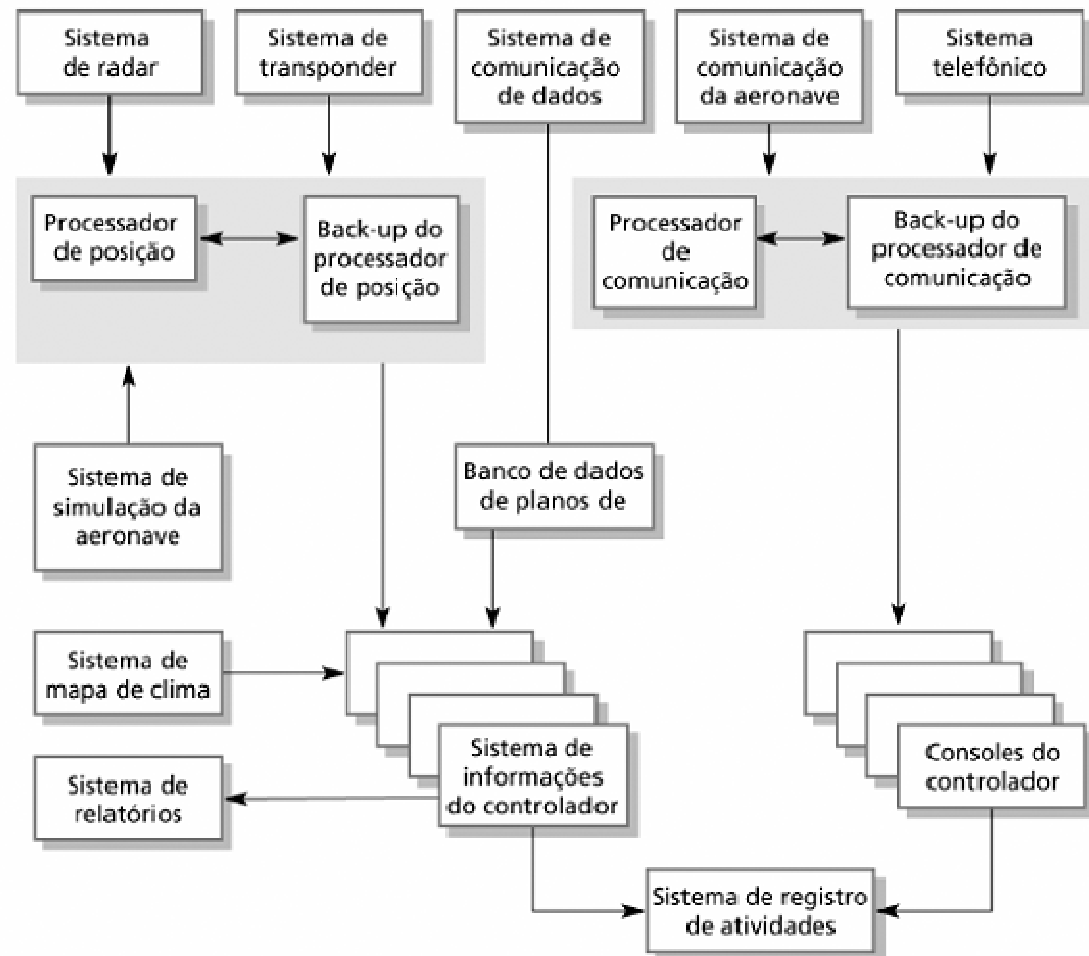 Sistema
de radar
Sistema de
transponder
Sistema de
comunicação
de dados
Sistema de
comunicação
da aeronave
Sistema
telefônico
Processador
de posição
Back-up do
processador
de posição
Processador
de
comunicação
Back-up do
processador de
comunicação
Sistema de
simulação da
aeronave
Banco de dados
de planos de
Sistema de
mapa de clima
Sistema de
informações
do controlador
Consoles do
controlador
Sistema de
relatórios
Sistema de registro
de atividades